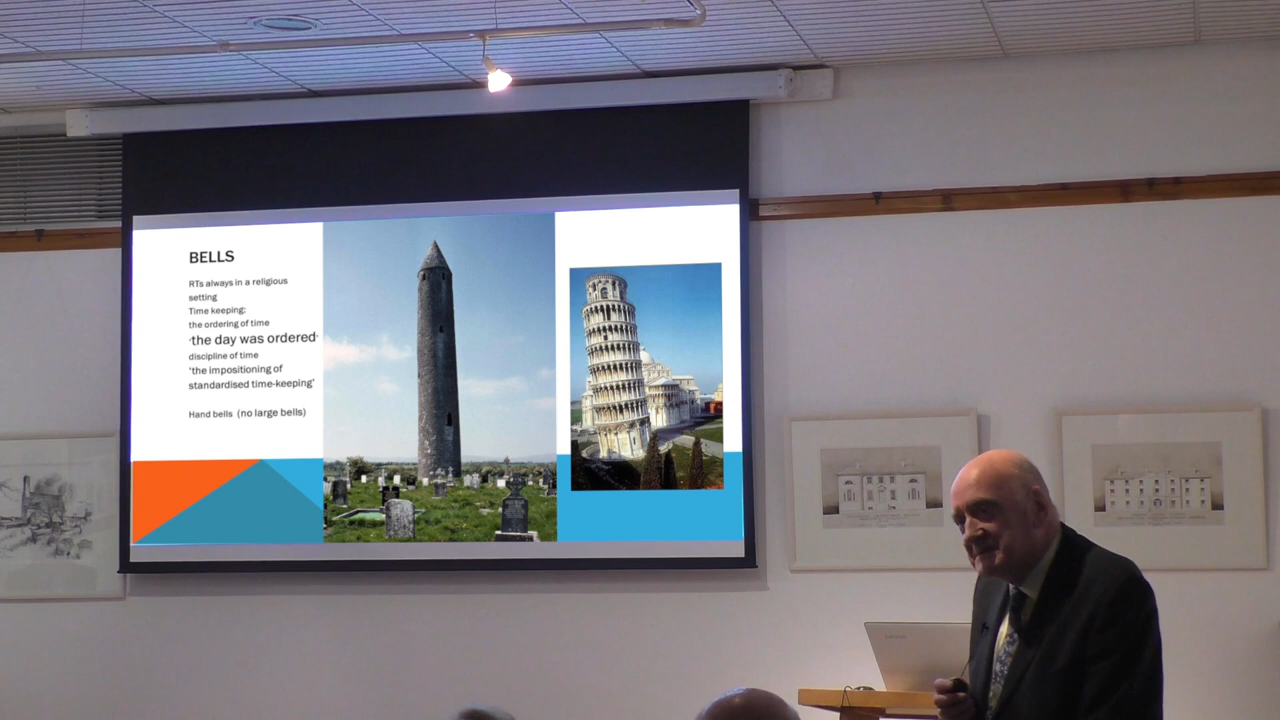 BELLS
RTs always in a religious
setting
Time keeping:
the ordering of time
'the day was ordered'
discipline of time
'the impositioning of
standardised time-keeping'
Hand bells (no large bells)
Lenovo